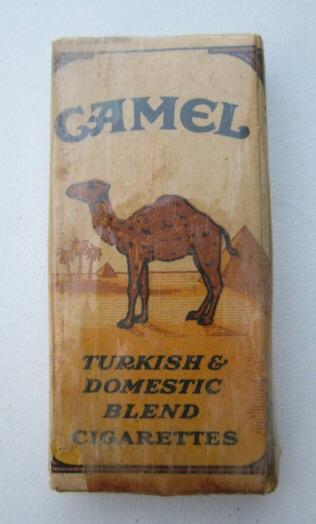 CAMEL
TURKISH &
DOMESTIC
BLEND
CIGARETTES